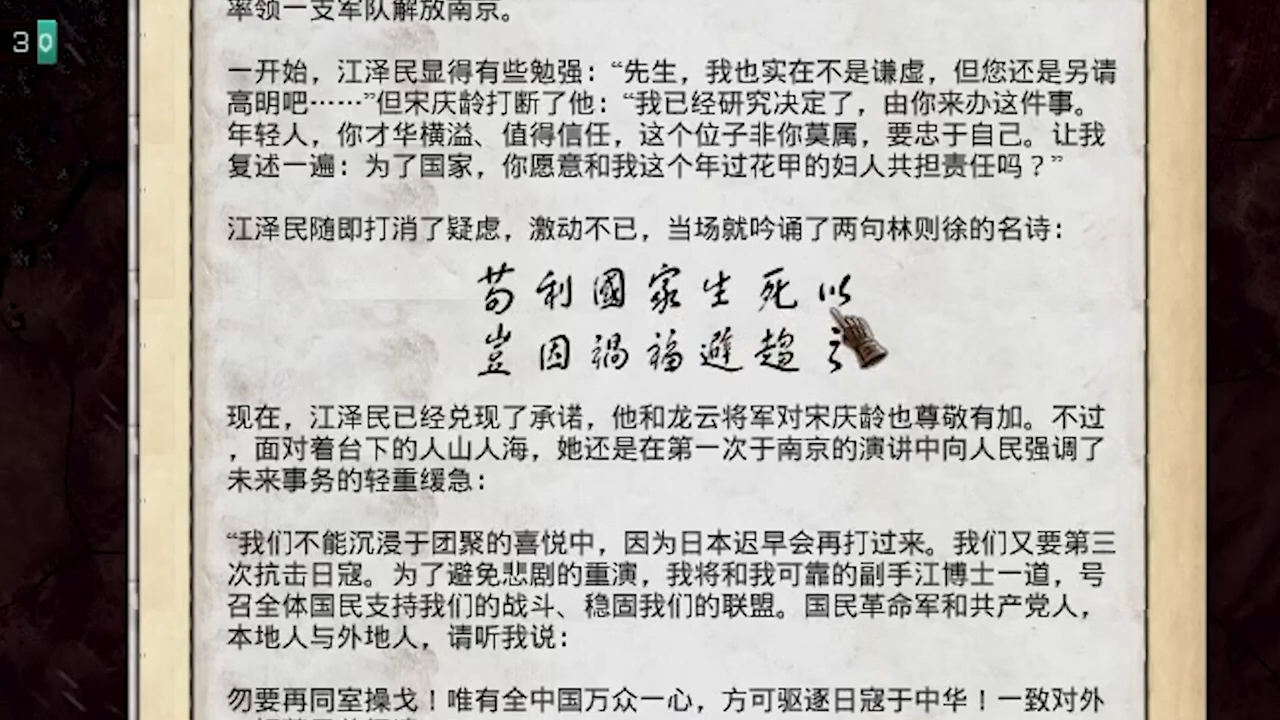 率领一支军队解放南京。
30
一开始，江泽民显得有些勉强：“先生，我也实在不是谦虚，但您还是另请
高明吧……”但宋庆龄打断了他：“我已经研究决定了，由你来办这件事。
年轻人，你才华横溢、值得信任，这个位子非你莫属，要忠于自己。让我
复述一遍：为了国家，你愿意和我这个年过花甲的妇人共担责任吗？”
江泽民随即打消了疑虑，激动不已，当场就吟诵了两句林则徐的名诗：
苟利國家生死以
豈因禍福避趨之
现在，江泽民已经兑现了承诺，他和龙云将军对宋庆龄也尊敬有加。不过
，面对着台下的人山人海，她还是在第一次于南京的演讲中向人民强调了
未来事务的轻重缓急：
“我们不能沉浸于团聚的喜悦中，因为日本迟早会再打过来。我们又要第三
次抗击日寇。为了避免悲剧的重演，我将和我可靠的副手江博士一道，号
召全体国民支持我们的战斗、稳固我们的联盟。国民革命军和共产党人，
本地人与外地人，请听我说：
勿要再同室操戈！唯有全中国万众一心，方可驱逐日寇于中华！一致对外